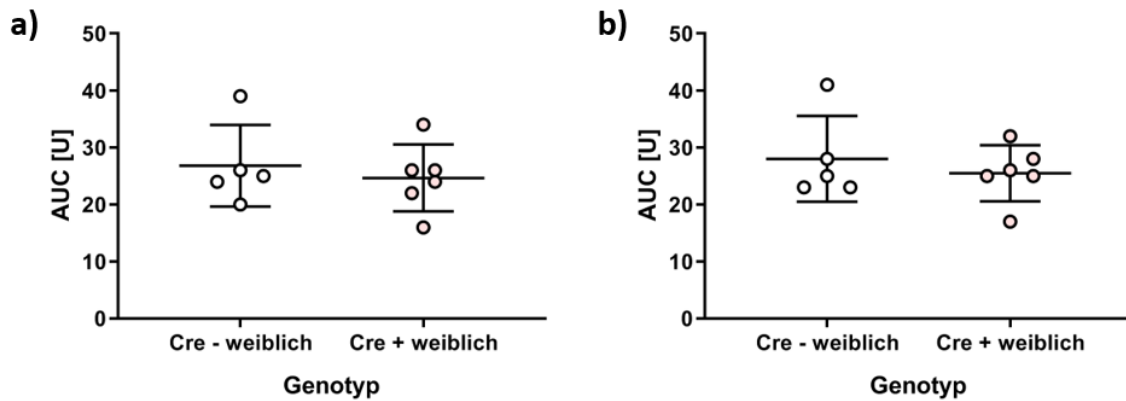 a)
50
40
30
20
10
0
AUC [U]
Cre - weiblich
Cre + weiblich
Genotyp
b)
50
40
30
20
10
0
AUC [U]
Cre - weiblich
Cre + weiblich
Genotyp